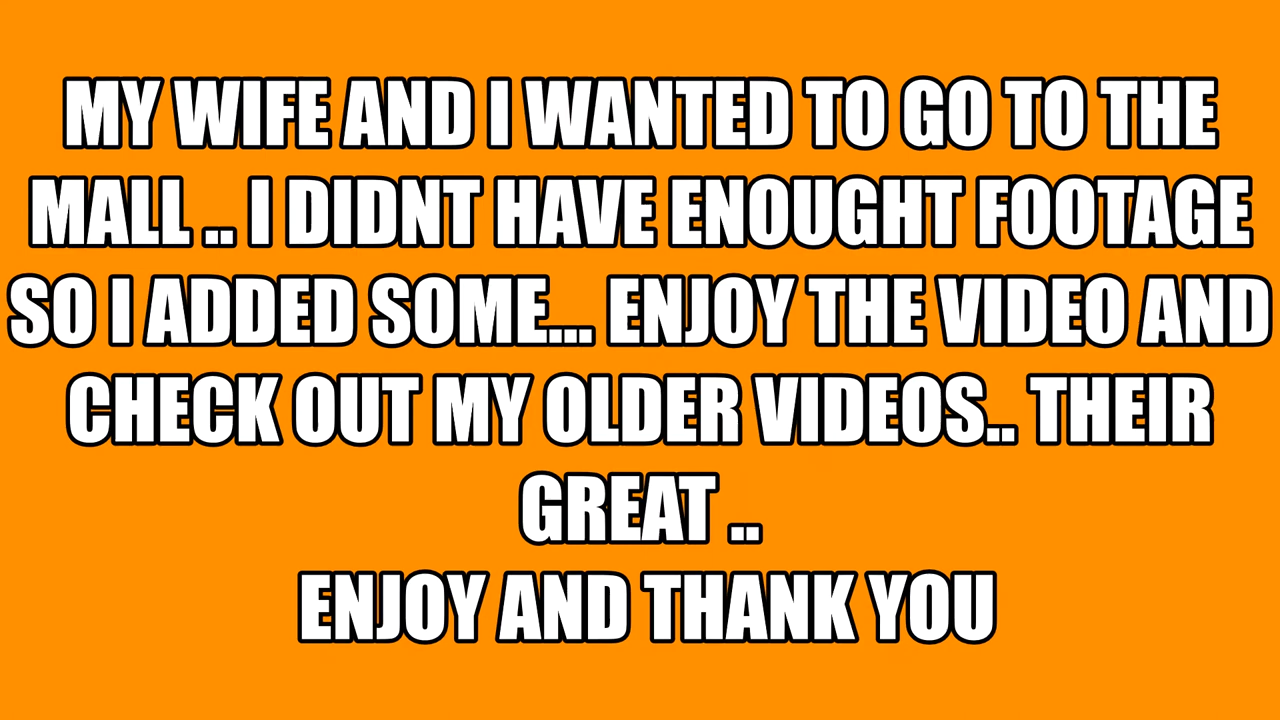 MY WIFE AND I WANTED TO GO TO THE
MALL .. I DIDNT HAVE ENOUGHT FOOTAGE
SO I ADDED SOME... ENJOY THE VIDEO AND
CHECK OUT MY OLDER VIDEOS.. THEIR
GREAT ..
ENJOY AND THANK YOU